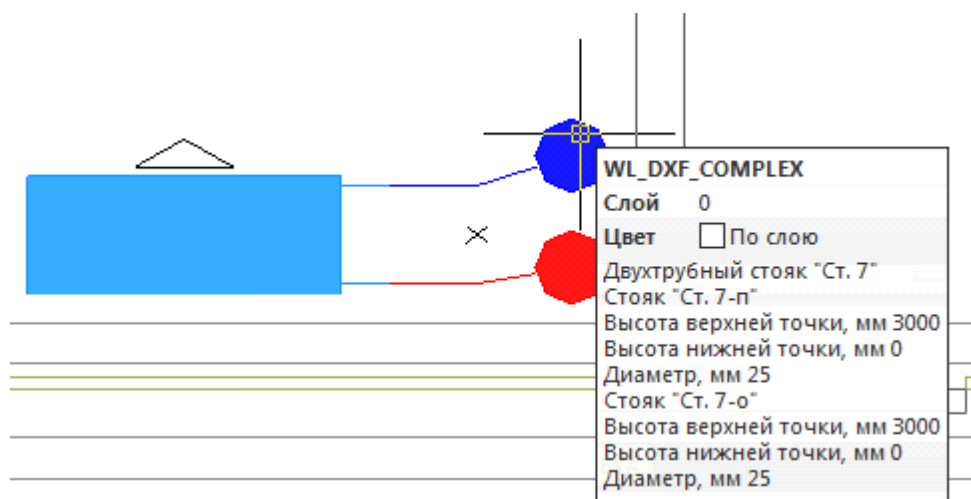 WL_DXF_COMPLEX
Слой 0
Цвет По слою
Двухтрубный стояк "Ст. 7"
Стояк "Ст. 7-п"
Высота верхней точки, мм 3000
Высота нижней точки, мм 0
Диаметр, мм 25
Стояк "Ст. 7-о"
Высота верхней точки, мм 3000
Высота нижней точки, мм 0
Диаметр, мм 25